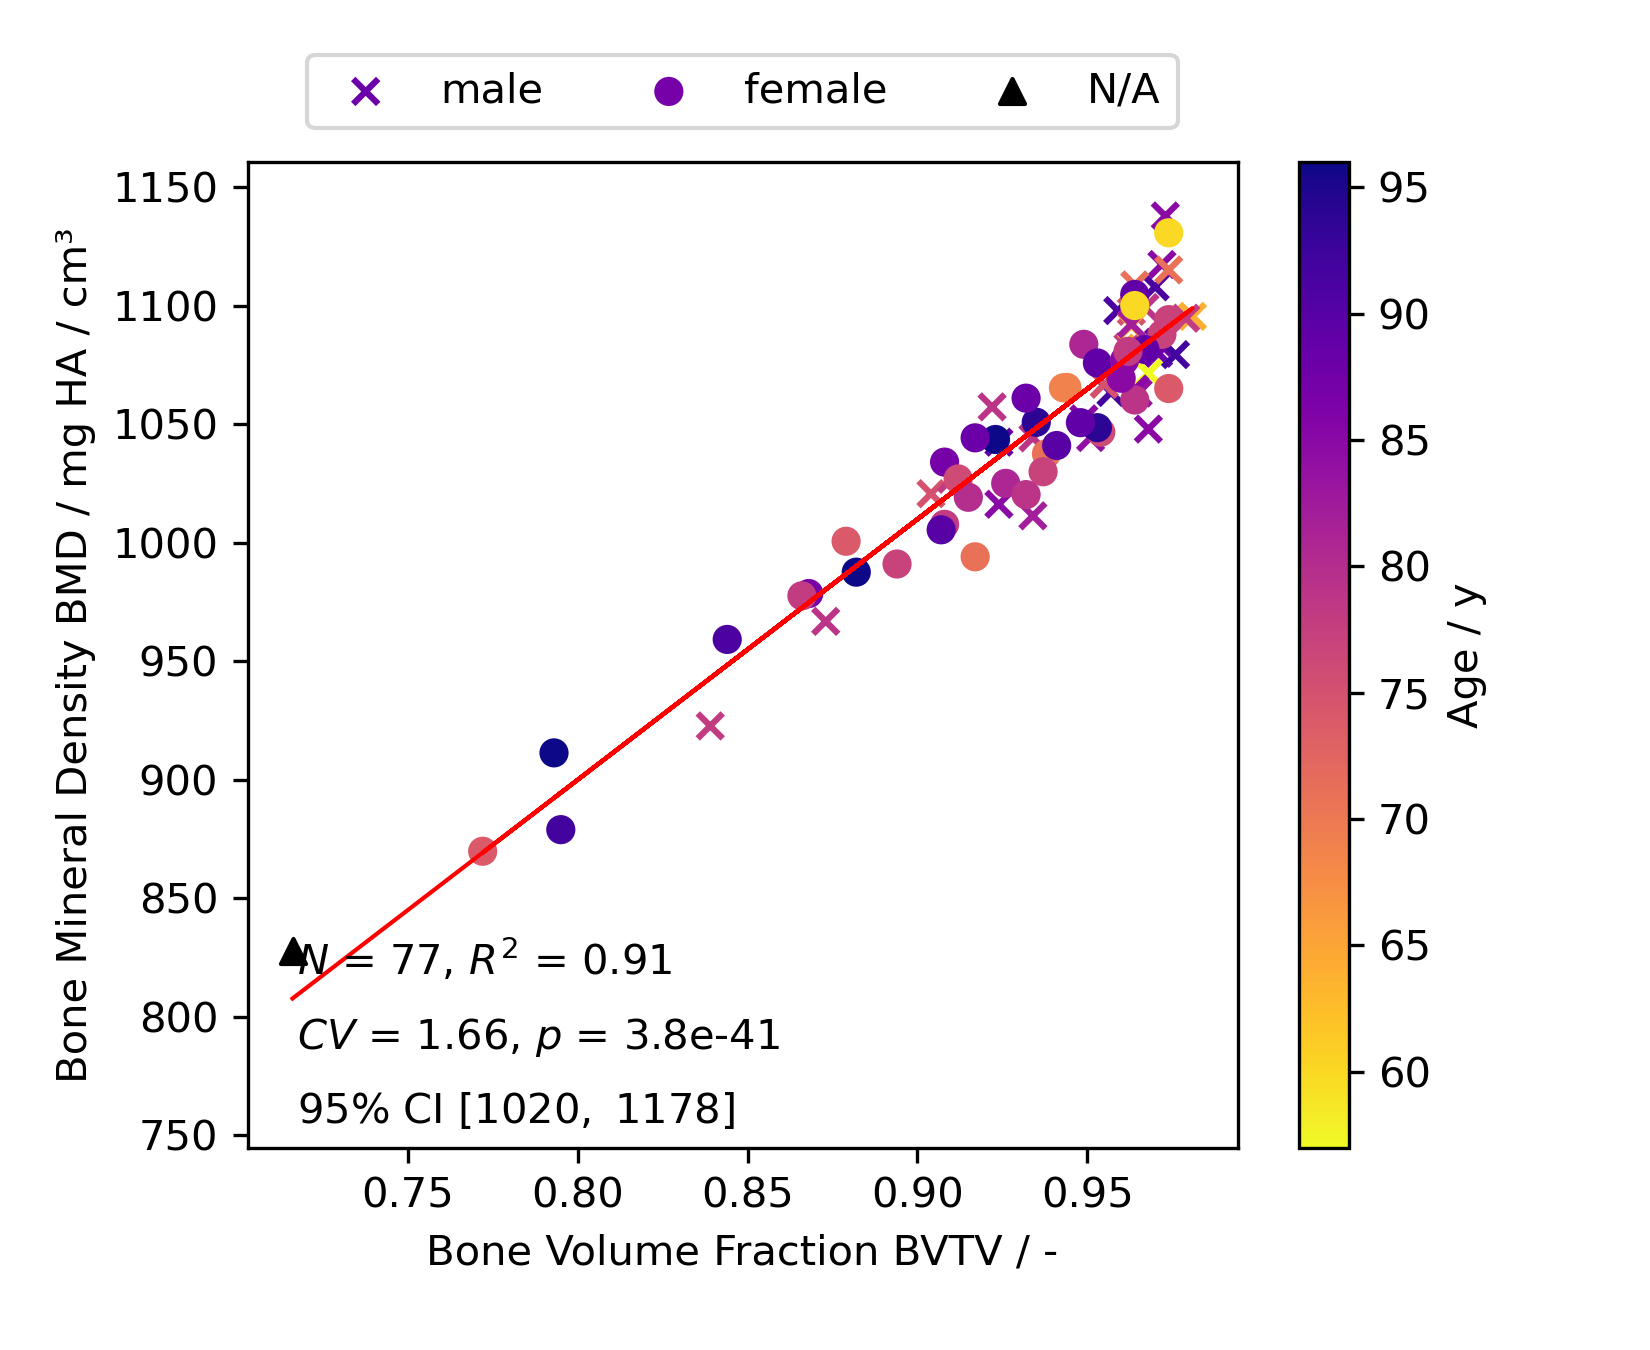 male female N/A
1150
1100
1050
1000
950
900
850
800
750
Bone Mineral Density BMD / mg HA / cm³
N = 77, R² = 0.91
CV = 1.66, p = 3.8e-41
95% CI [1020, 1178]
0.75 0.80 0.85 0.90 0.95
Bone Volume Fraction BVTV / -
95
90
85
80
75
70
65
60
Age / y